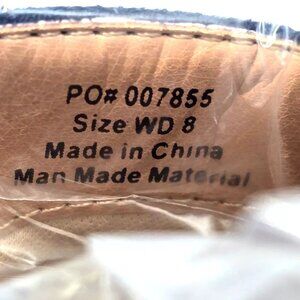 PO# 007855
Size WD 8
Made in China
Man Made Material